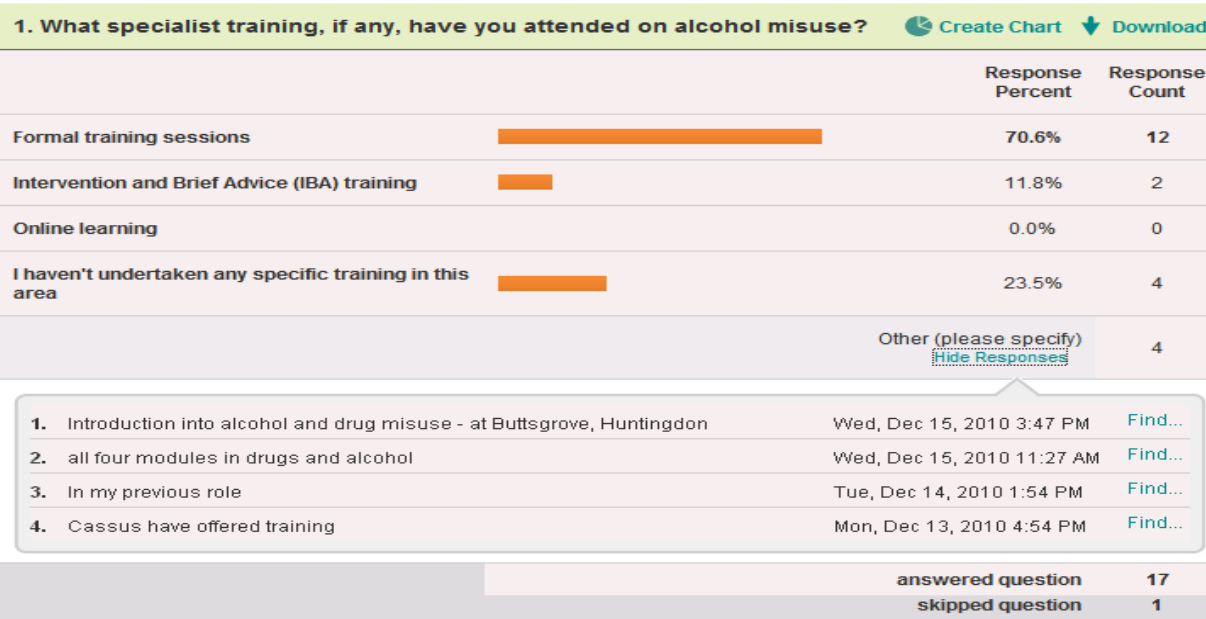 1. What specialist training, if any, have you attended on alcohol misuse? Create Chart Download
Response Percent Response Count
Formal training sessions 70.6% 12
Intervention and Brief Advice (IBA) training 11.8% 2
Online learning 0.0% 0
I haven't undertaken any specific training in this
area 23.5% 4
Other (please specify) 4
Hide Responses
1. Introduction into alcohol and drug misuse - at Buttsgrove, Huntingdon Wed, Dec 15, 2010 3:47 PM Find...
2. all four modules in drugs and alcohol Wed, Dec 15, 2010 11:27 AM Find...
3. In my previous role Tue, Dec 14, 2010 1:54 PM Find...
4. Cassus have offered training Mon, Dec 13, 2010 4:54 PM Find...
answered question 17
skipped question 1